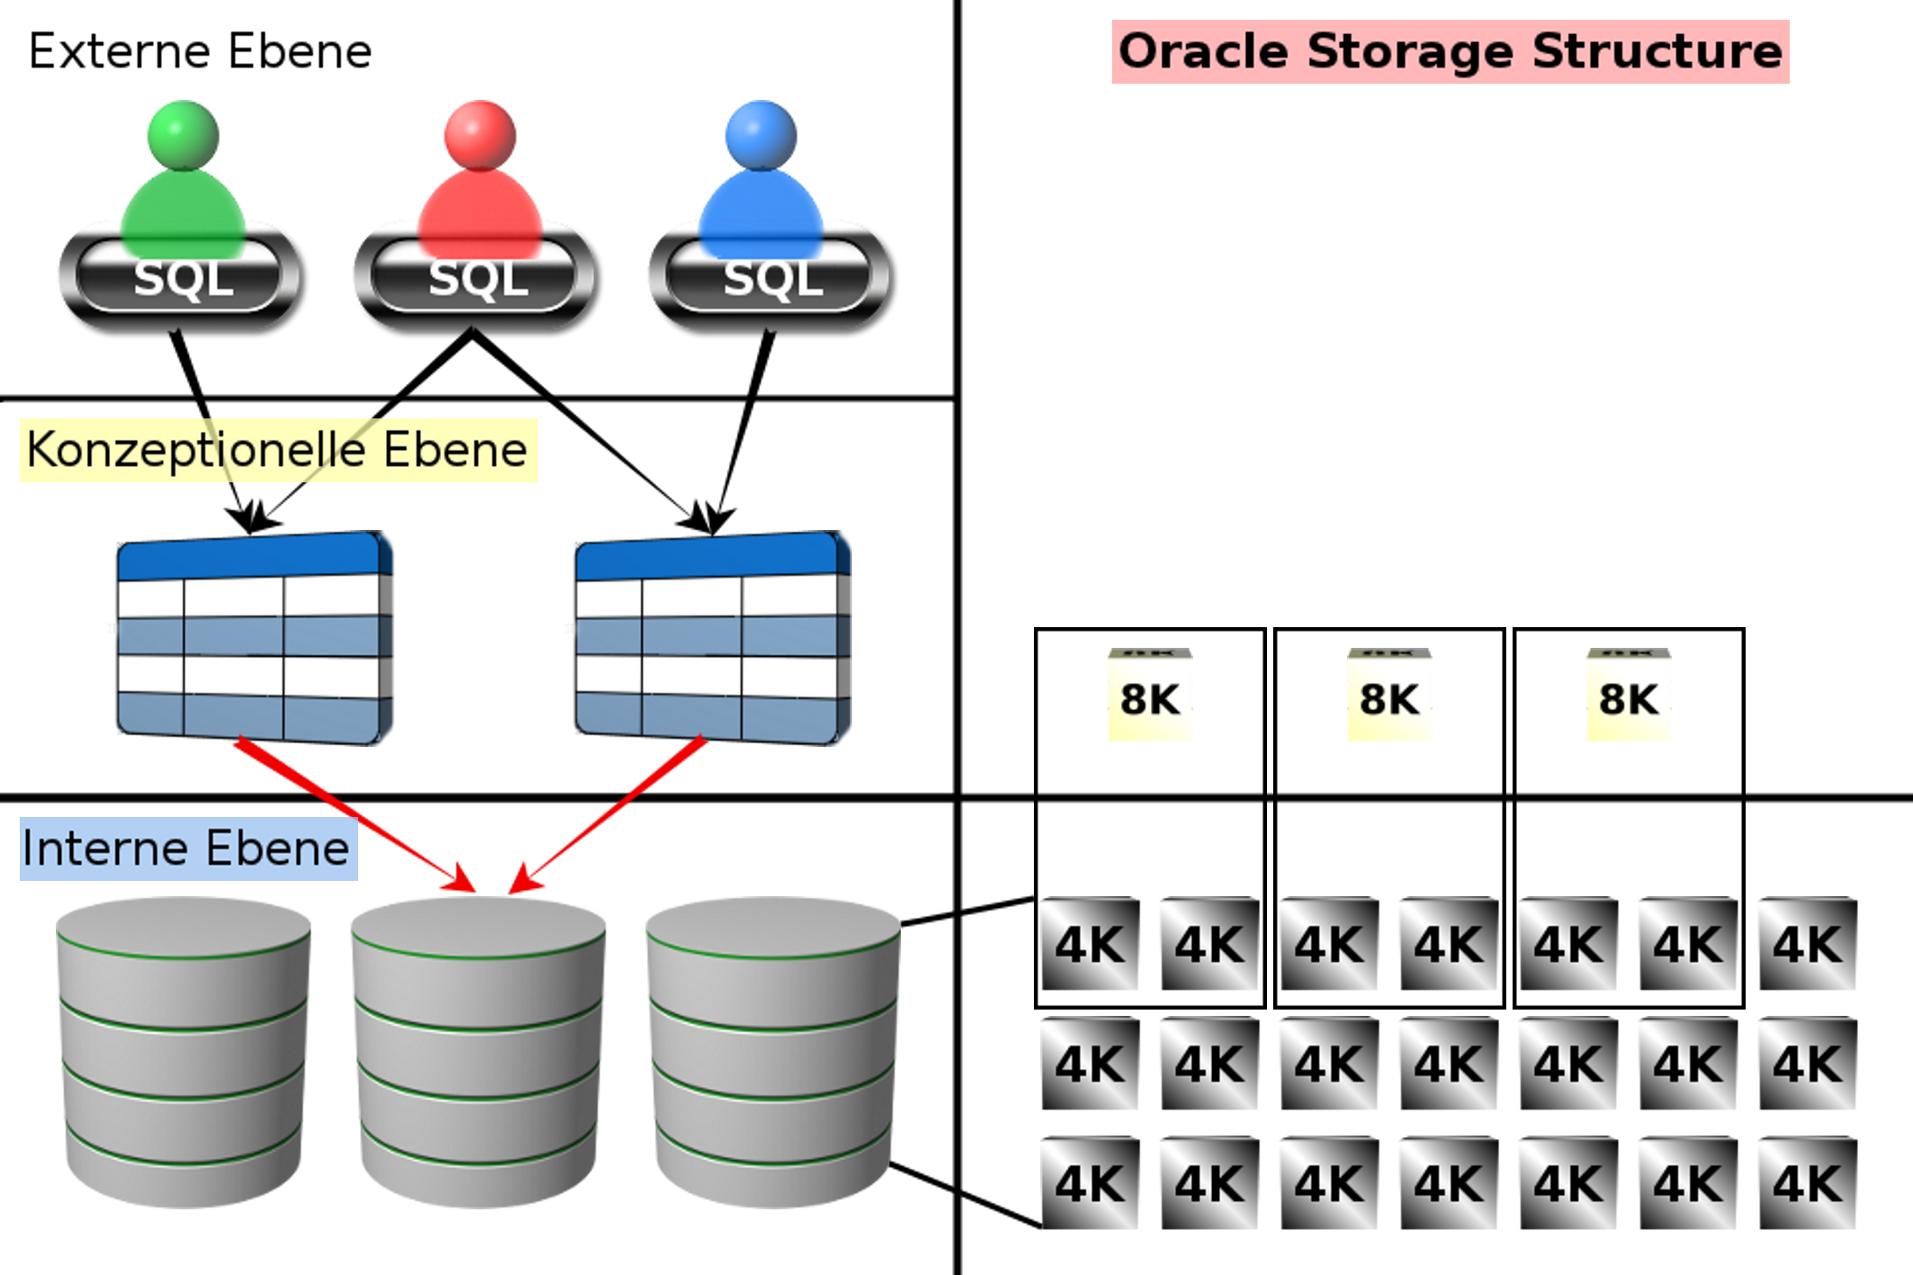 Externe Ebene
Oracle Storage Structure
SQL SQL SQL
Konzeptionelle Ebene
8K 8K 8K
Interne Ebene
4K 4K 4K 4K 4K 4K 4K
4K 4K 4K 4K 4K 4K 4K
4K 4K 4K 4K 4K 4K 4K